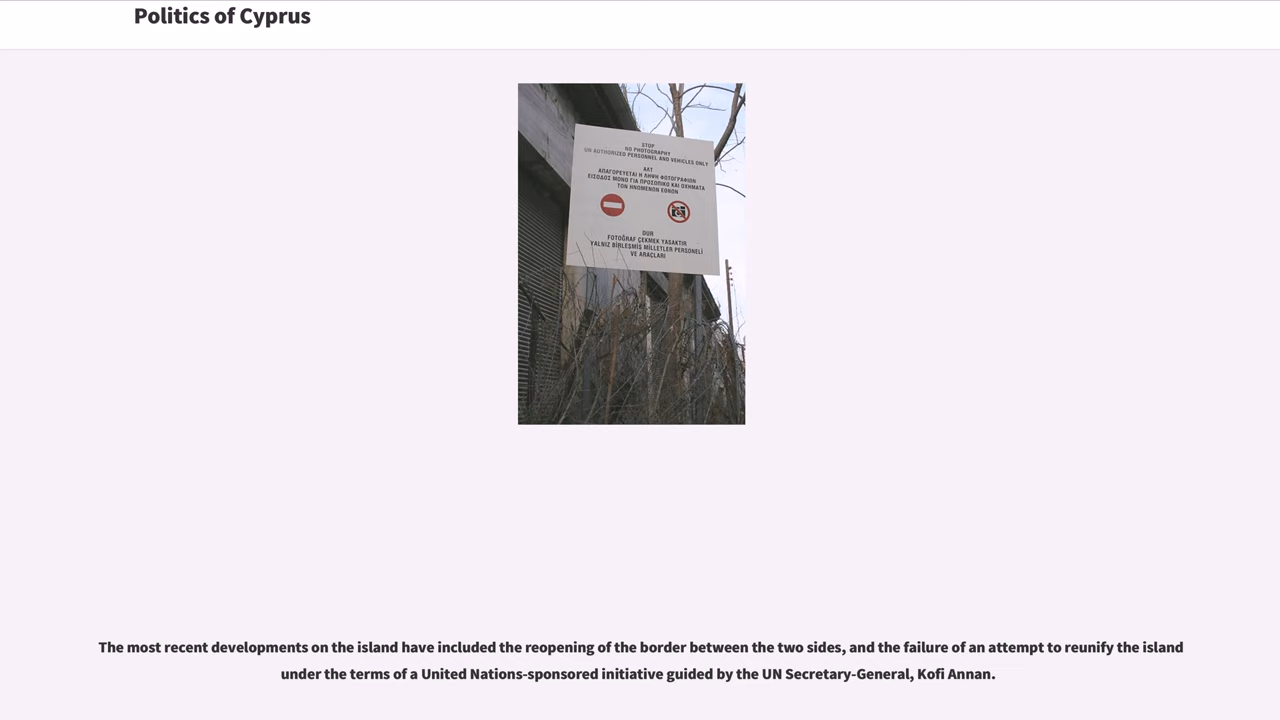 Politics of Cyprus
STOP
NO PHOTOGRAPHY
UN AUTHORIZED PERSONNEL AND VEHICLES ONLY
ΑΛΤ
ΑΠΑΓΟΡΕΥΕΤΑΙ Η ΛΗΨΗ ΦΩΤΟΓΡΑΦΙΩΝ
ΕΙΣΟΔΟΣ ΜΟΝΟ ΓΙΑ ΠΡΟΣΩΠΙΚΟ ΚΑΙ ΟΧΗΜΑΤΑ
ΤΩΝ ΗΝΩΜΕΝΩΝ ΕΘΝΩΝ
DUR
FOTOĞRAF ÇEKMEK YASAKTIR
YALNIZ BİRLEŞMİŞ MİLLETLER PERSONELİ
VE ARAÇLARI
The most recent developments on the island have included the reopening of the border between the two sides, and the failure of an attempt to reunify the island
under the terms of a United Nations-sponsored initiative guided by the UN Secretary-General, Kofi Annan.